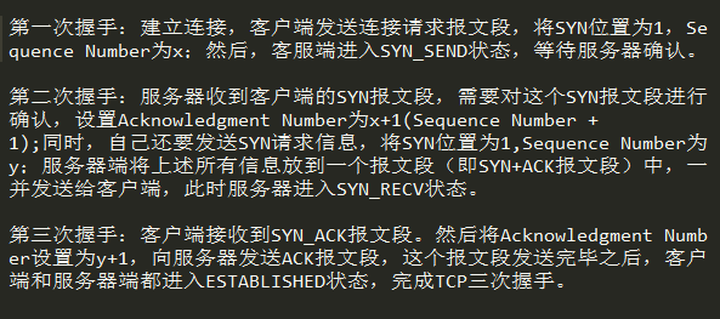 第一次握手：建立连接，客户端发送连接请求报文段，将SYN位置为1，Se
quence Number为x；然后，客服端进入SYN_SEND状态，等待服务器确认。
第二次握手：服务器收到客户端的SYN报文段，需要对这个SYN报文段进行
确认，设置Acknowledgment Number为x+1(Sequence Number +
1);同时，自己还要发送SYN请求信息，将SYN位置为1,Sequence Number为
y；服务器端将上述所有信息放到一个报文段（即SYN+ACK报文段）中，一
并发送给客户端，此时服务器进入SYN_RECV状态。
第三次握手：客户端接收到SYN_ACK报文段。然后将Acknowledgment Numb
er设置为y+1，向服务器发送ACK报文段，这个报文段发送完毕之后，客户
端和服务器端都进入ESTABLISHED状态，完成TCP三次握手。